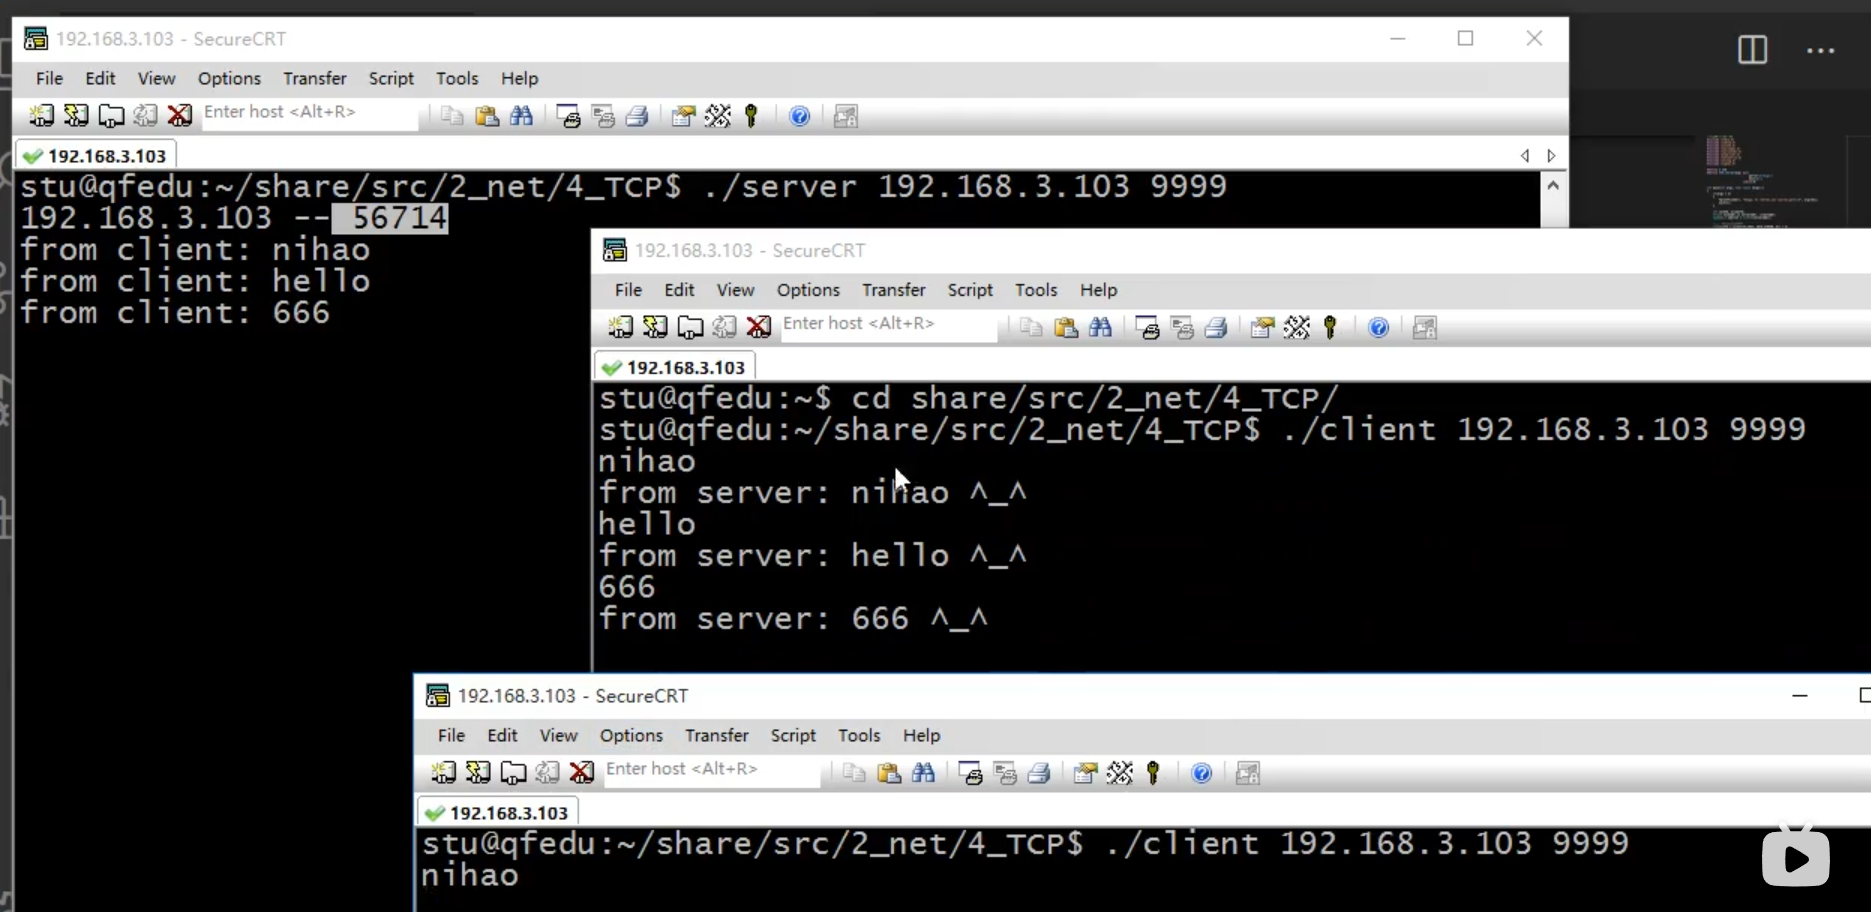 192.168.3.103 - SecureCRT
File Edit View Options Transfer Script Tools Help
Enter host <Alt+R>
192.168.3.103
stu@qfedu:~/share/src/2_net/4_TCP$ ./server 192.168.3.103 9999
192.168.3.103 -- 56714
from client: nihao
from client: hello
from client: 666
192.168.3.103 - SecureCRT
File Edit View Options Transfer Script Tools Help
Enter host <Alt+R>
192.168.3.103
stu@qfedu:~$ cd share/src/2_net/4_TCP/
stu@qfedu:~/share/src/2_net/4_TCP$ ./client 192.168.3.103 9999
nihao
from server: nihao ^_^
hello
from server: hello ^_^
666
from server: 666 ^_^
192.168.3.103 - SecureCRT
File Edit View Options Transfer Script Tools Help
Enter host <Alt+R>
192.168.3.103
stu@qfedu:~/share/src/2_net/4_TCP$ ./client 192.168.3.103 9999
nihao